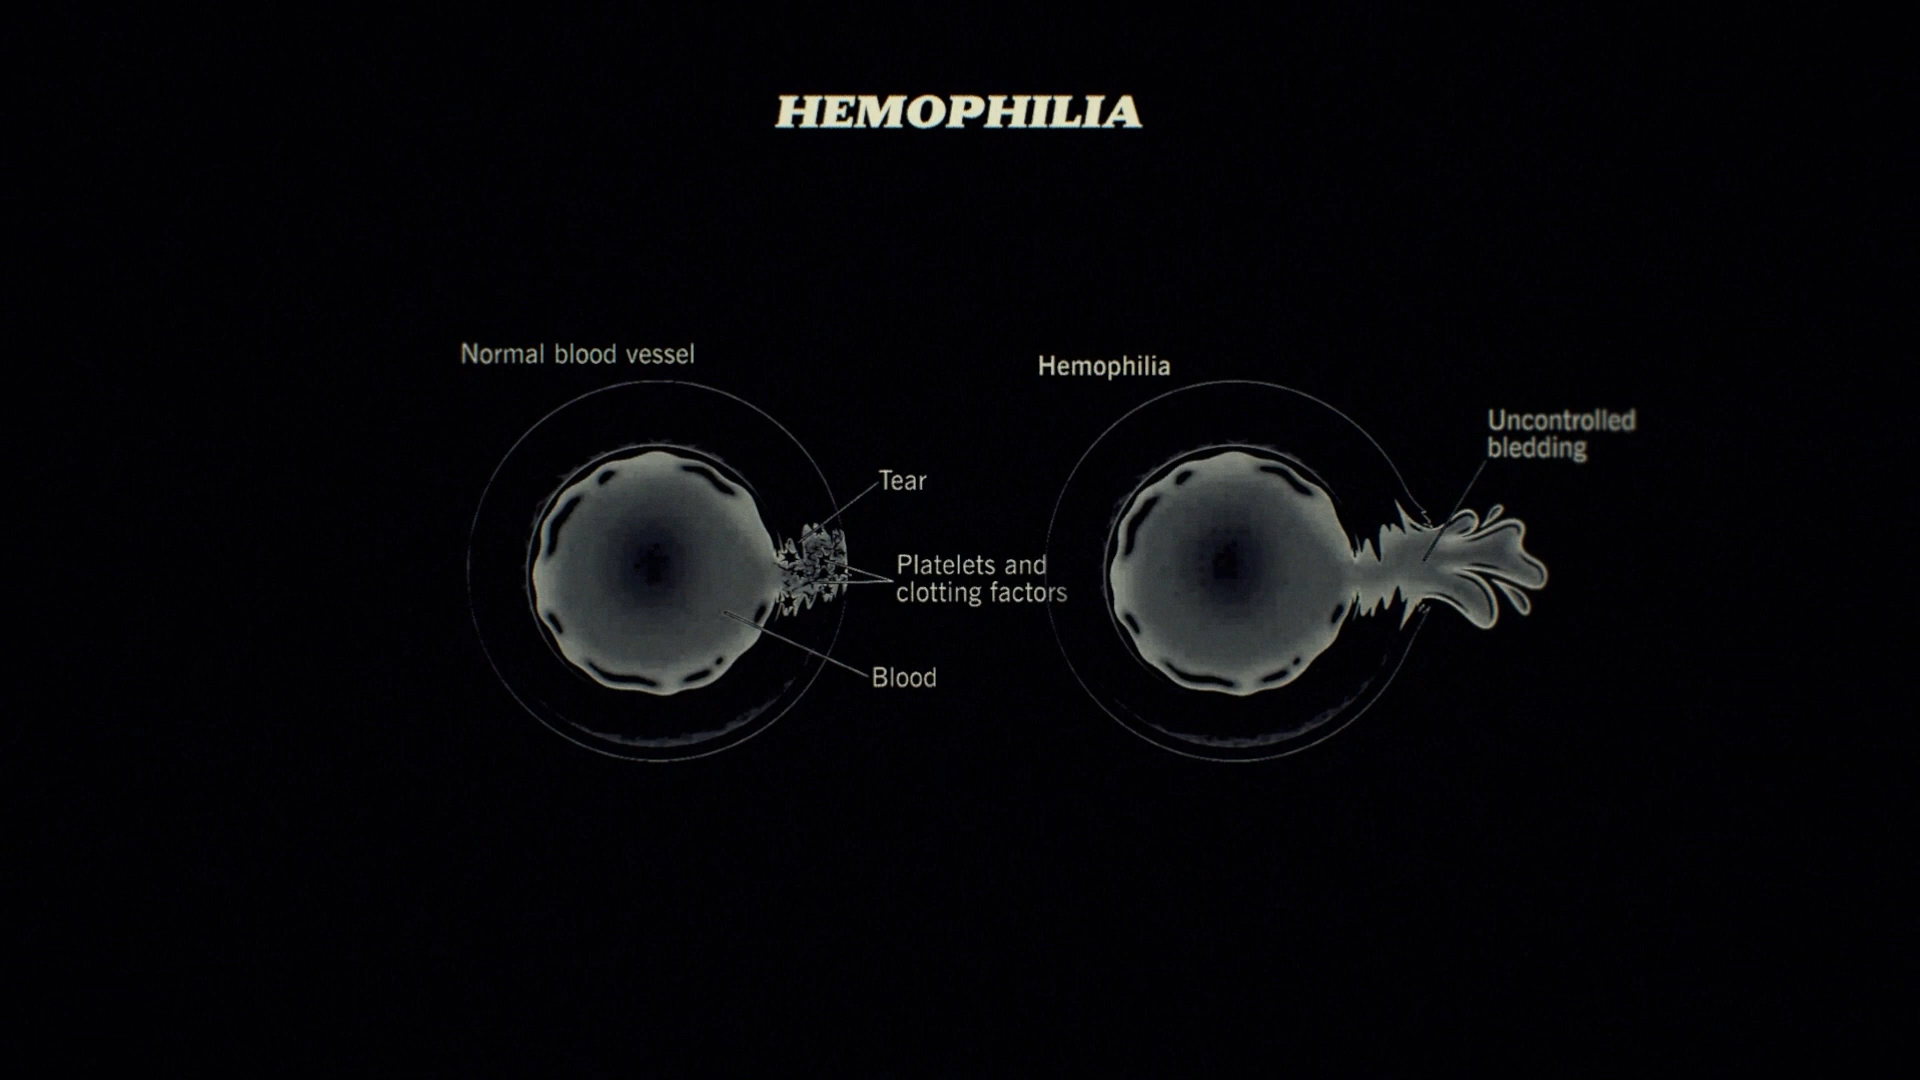 HEMOPHILIA
Normal blood vessel
Tear
Platelets and
clotting factors
Blood
Hemophilia
Uncontrolled
bledding